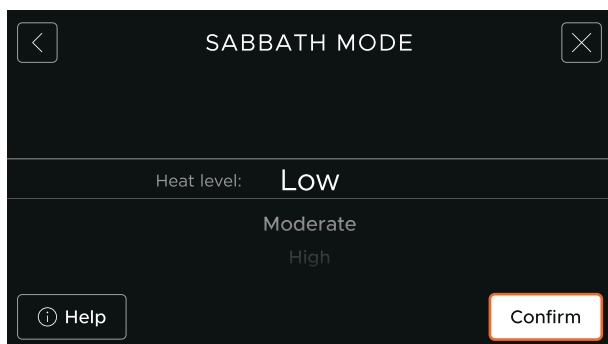 SABBATH MODE
Heat level: Low
Moderate
High
Help
Confirm